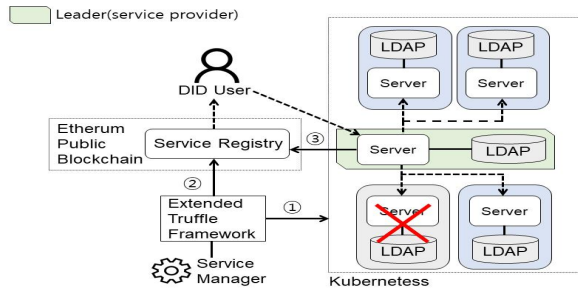 Leader(service provider)
LDAP
LDAP
Server
Server
DID User
Etherum
Public
Blockchain
Service Registry
③
Server
LDAP
②
Extended
Truffle
Framework
①
Server
LDAP
Server
LDAP
Service
Manager
Kubernetess